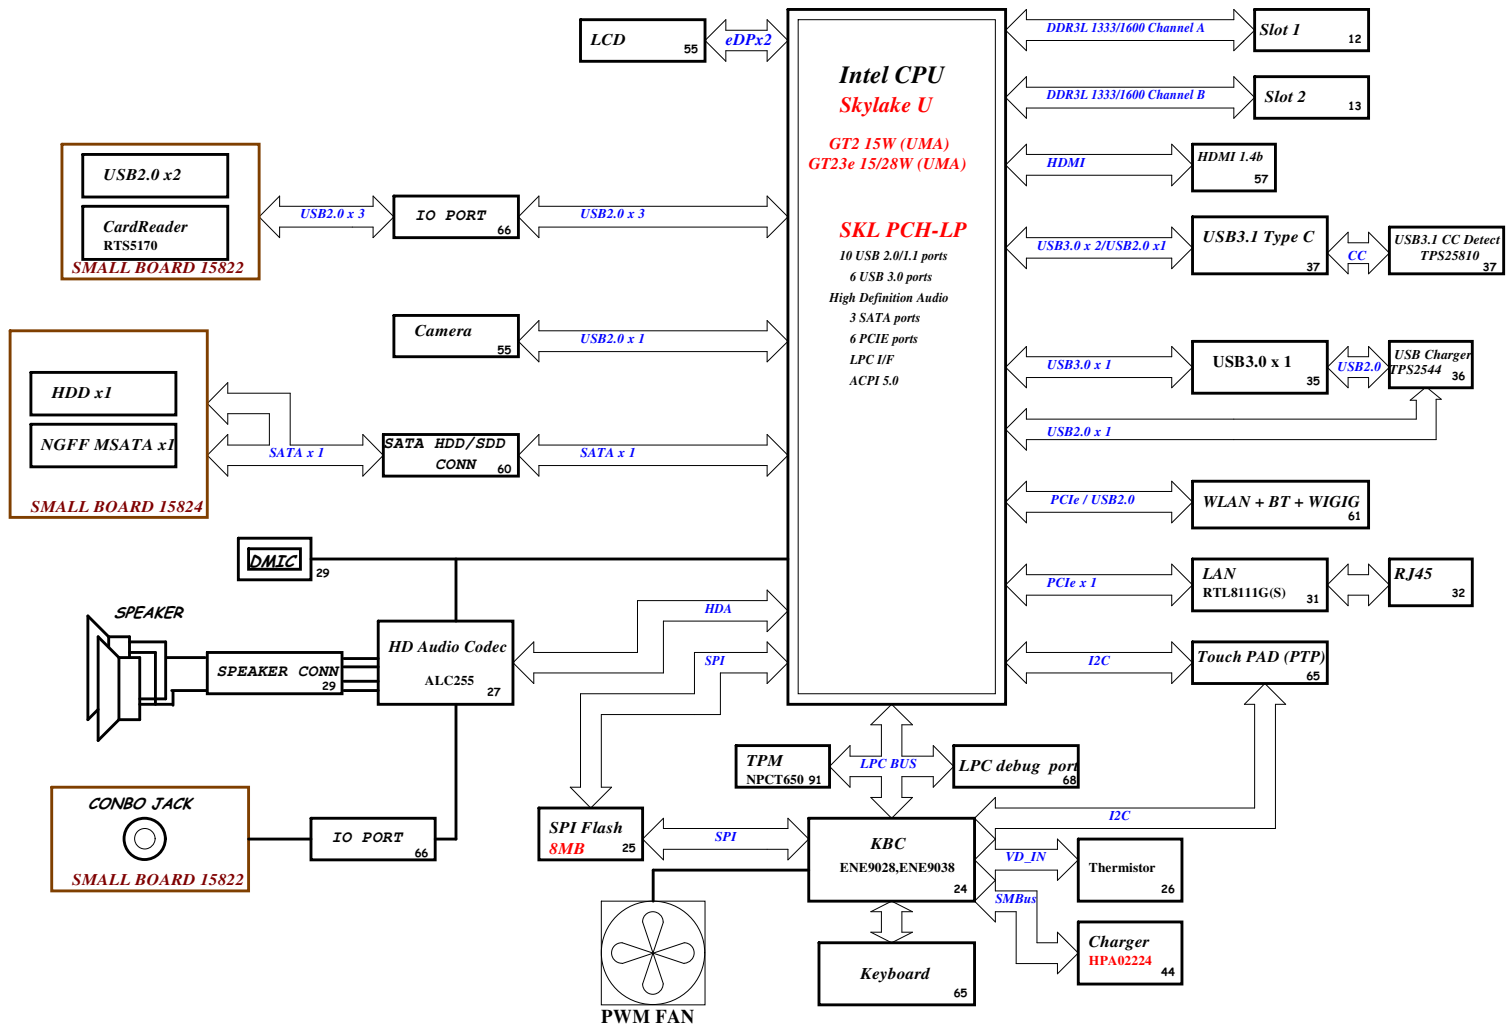 LCD
55
eDPx2
Intel CPU
Skylake U
GT2 15W (UMA)
GT23e 15/28W (UMA)
SKL PCH-LP
10 USB 2.0/1.1 ports
6 USB 3.0 ports
High Definition Audio
3 SATA ports
6 PCIE ports
LPC I/F
ACPI 5.0
DDR3L 1333/1600 Channel A
Slot 1
12
DDR3L 1333/1600 Channel B
Slot 2
13
HDMI
HDMI 1.4b
57
USB3.0 x 2/USB2.0 x1
USB3.1 Type C
37
CC
USB3.1 CC Detect
TPS25810
37
USB3.0 x 1
USB3.0 x 1
35
USB2.0
USB Charger
TPS2544
36
USB2.0 x 1
PCIe / USB2.0
WLAN + BT + WIGIG
61
PCIe x 1
LAN
RTL8111G(S)
31
RJ45
32
I2C
Touch PAD (PTP)
65
USB2.0 x2
CardReader
RTS5170
SMALL BOARD 15822
USB2.0 x 3
IO PORT
66
USB2.0 x 3
Camera
55
USB2.0 x 1
HDD x1
NGFF MSATA x1
SMALL BOARD 15824
SATA x 1
SATA HDD/SDD
CONN
60
SATA x 1
DMIC
29
SPEAKER
SPEAKER CONN
29
HD Audio Codec
ALC255
27
HDA
SPI
CONBO JACK
SMALL BOARD 15822
IO PORT
66
TPM
NPCT650 91
LPC BUS
LPC debug port
68
SPI Flash
8MB
25
SPI
KBC
ENE9028,ENE9038
24
I2C
VD_IN
Thermistor
26
SMBus
Charger
HPA02224
44
Keyboard
65
PWM FAN